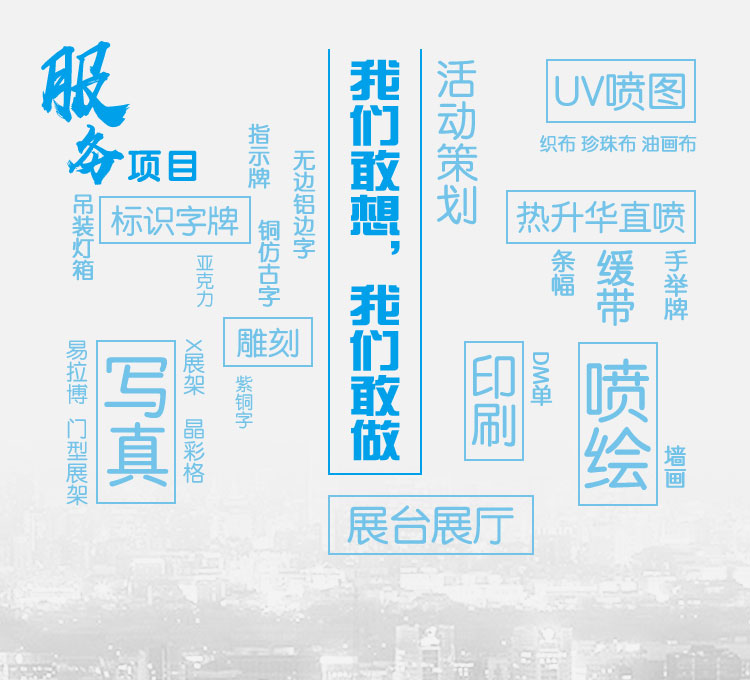 服务项目
吊装灯箱
标识字牌
亚克力
指示牌
铜仿古字
无边铝边字
雕刻
紫铜字
易拉博 门型展架
写真
X展架 晶彩格
我们敢想，我们敢做
展台展厅
活动策划
UV喷图
织布 珍珠布 油画布
热升华直喷
条幅
缓带
手举牌
印刷
DM单
喷绘
墙画